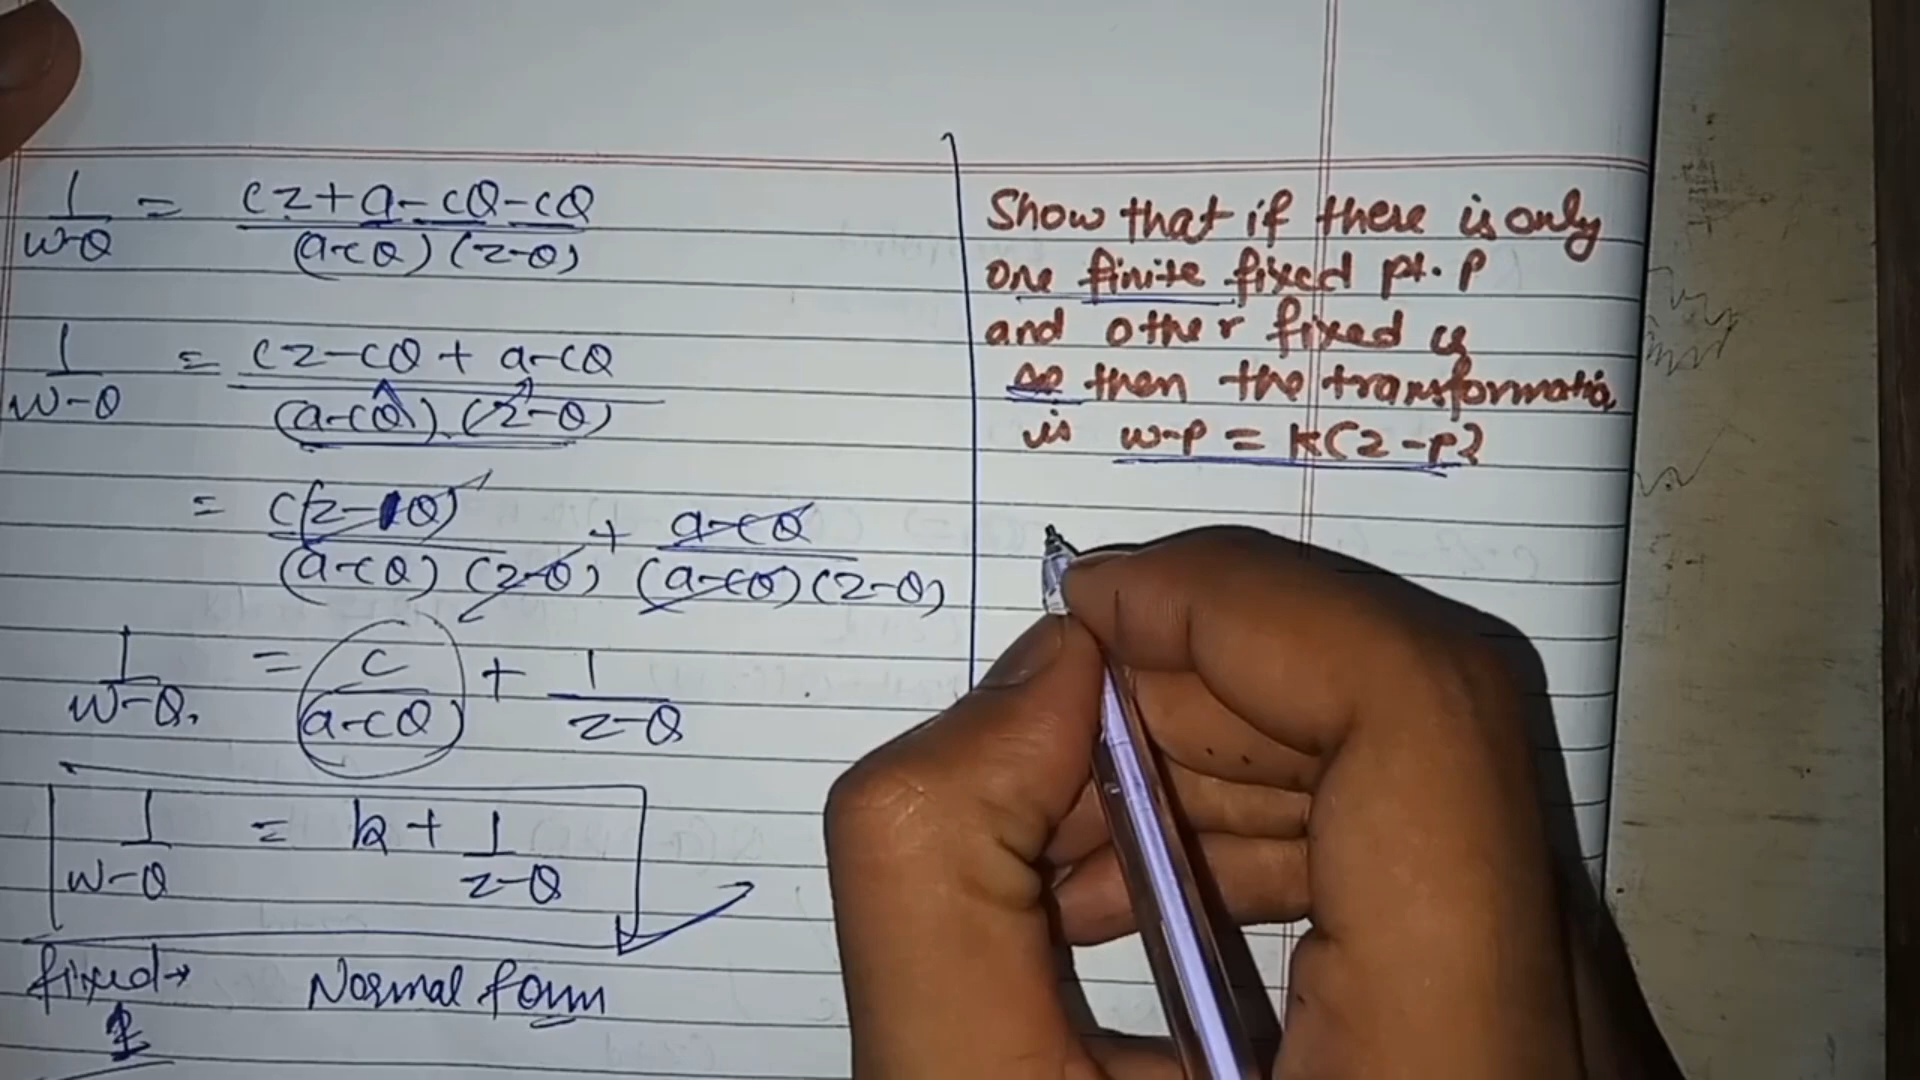 1/w-Q = cz+a-cQ-cQ/(a-cQ)(z-Q)
1/w-Q = cz-cQ+a-cQ/(a-cQ)(z-Q)
= c(z-Q)/(a-cQ)(z-Q) + a-cQ/(a-cQ)(z-Q)
1/w-Q. = c/a-cQ + 1/z-Q
1/w-Q = k + 1/z-Q
fixed→ Normal form
1
Show that if there is only
one finite fixed pt. P
and other fixed is
∞ then the transformatio
is w-p = k(z-p)